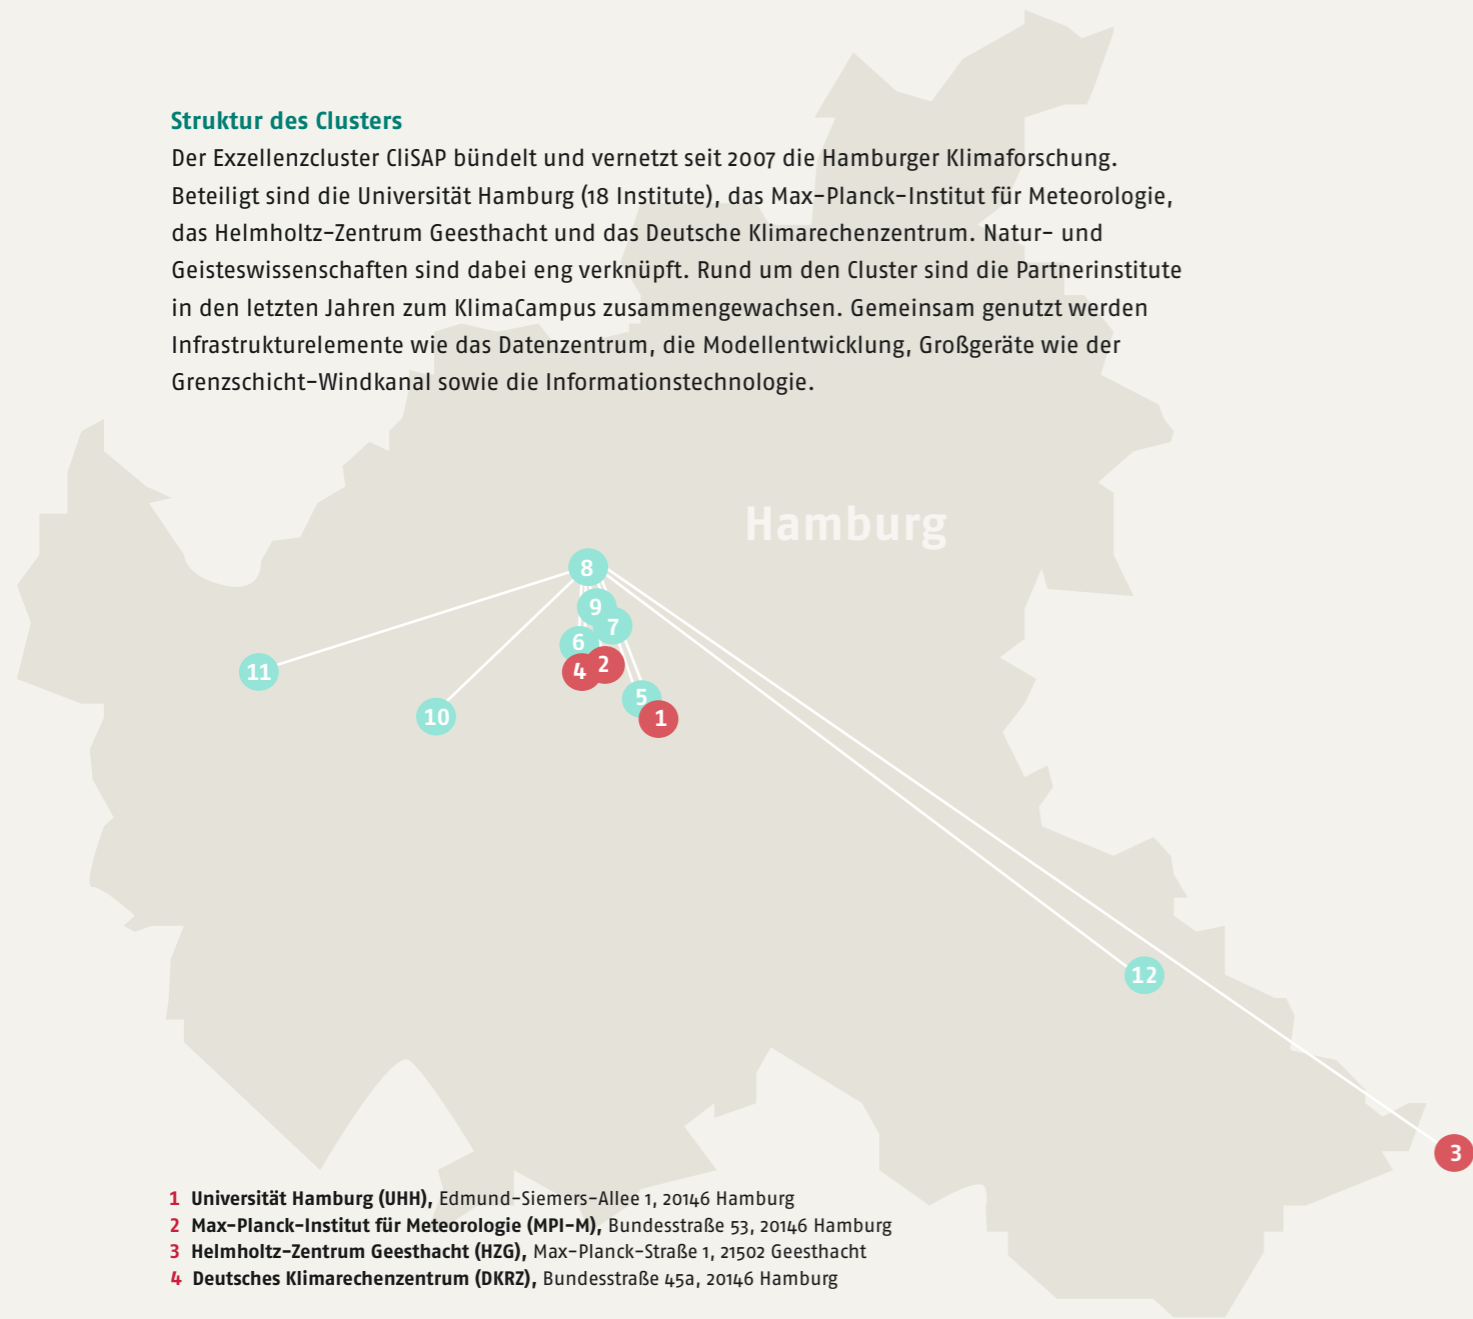 Struktur des Clusters
Der Exzellenzcluster CliSAP bündelt und vernetzt seit 2007 die Hamburger Klimaforschung.
Beteiligt sind die Universität Hamburg (18 Institute), das Max-Planck-Institut für Meteorologie,
das Helmholtz-Zentrum Geesthacht und das Deutsche Klimarechenzentrum. Natur- und
Geisteswissenschaften sind dabei eng verknüpft. Rund um den Cluster sind die Partnerinstitute
in den letzten Jahren zum KlimaCampus zusammengewachsen. Gemeinsam genutzt werden
Infrastrukturelemente wie das Datenzentrum, die Modellentwicklung, Großgeräte wie der
Grenzschicht-Windkanal sowie die Informationstechnologie.
Hamburg
8
9
7
6
4 2
11
5
10
1
12
3
1 Universität Hamburg (UHH), Edmund-Siemers-Allee 1, 20146 Hamburg
2 Max-Planck-Institut für Meteorologie (MPI-M), Bundesstraße 53, 20146 Hamburg
3 Helmholtz-Zentrum Geesthacht (HZG), Max-Planck-Straße 1, 21502 Geesthacht
4 Deutsches Klimarechenzentrum (DKRZ), Bundesstraße 45a, 20146 Hamburg